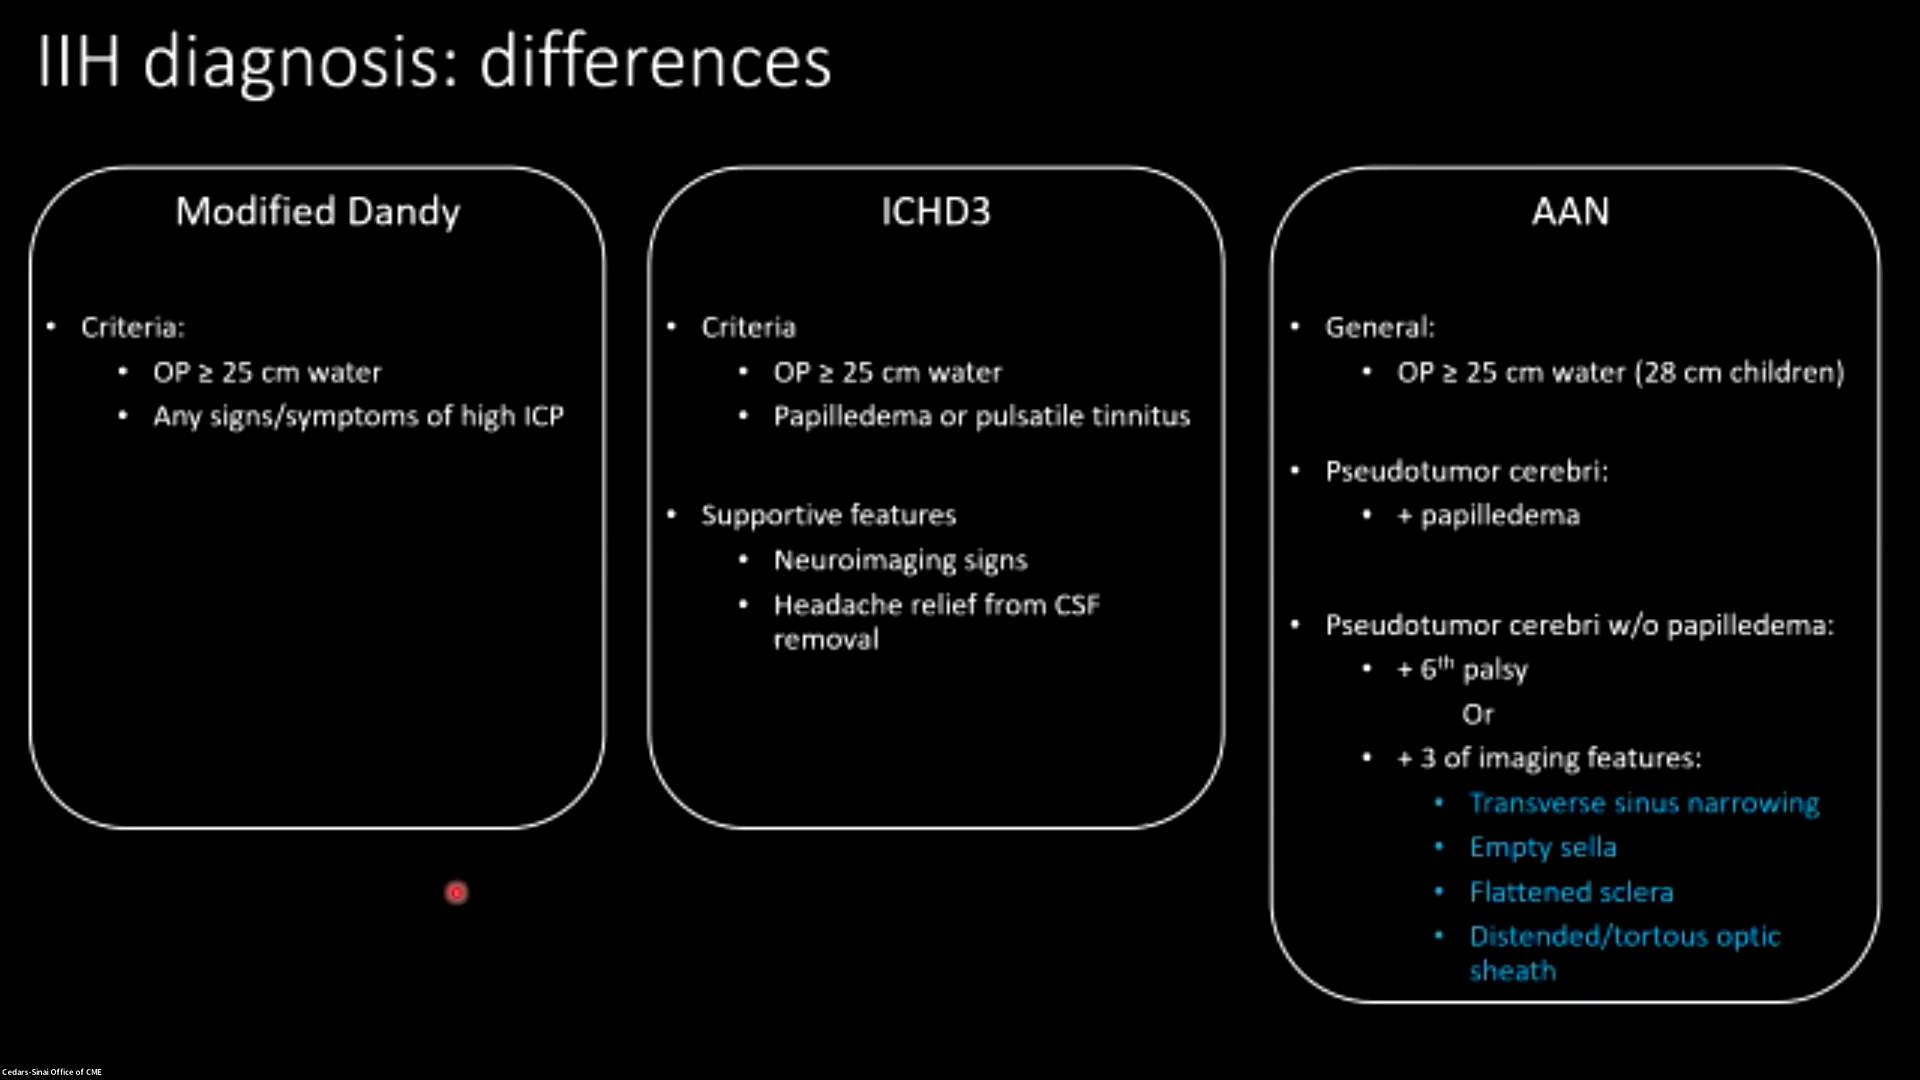 IIH diagnosis: differences
Modified Dandy
• Criteria:
• OP ≥ 25 cm water
• Any signs/symptoms of high ICP
ICHD3
• Criteria
• OP ≥ 25 cm water
• Papilledema or pulsatile tinnitus
• Supportive features
• Neuroimaging signs
• Headache relief from CSF
removal
AAN
• General:
• OP ≥ 25 cm water (28 cm children)
• Pseudotumor cerebri:
• + papilledema
• Pseudotumor cerebri w/o papilledema:
• + 6th palsy
Or
• + 3 of imaging features:
• Transverse sinus narrowing
• Empty sella
• Flattened sclera
• Distended/tortous optic
sheath
Cedars-Sinai Office of CME